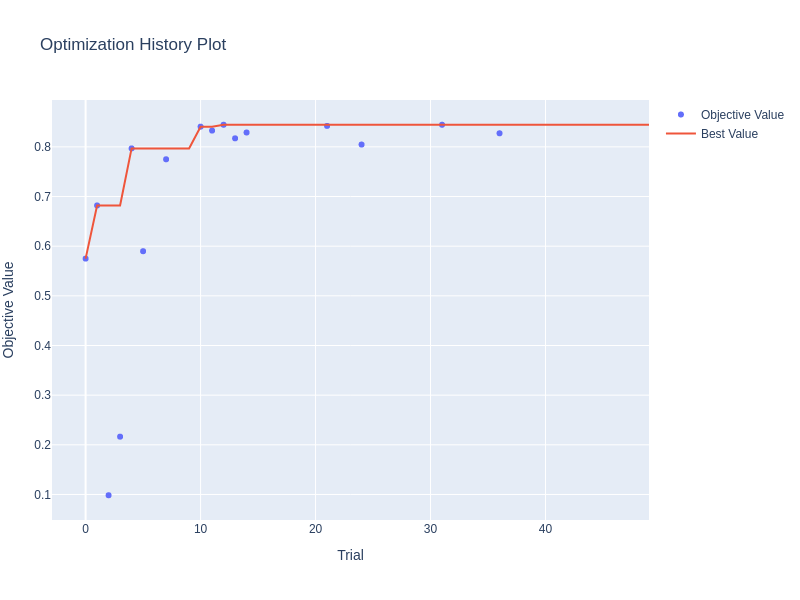 Optimization History Plot
Objective Value
Best Value
0.8
0.7
0.6
0.5
0.4
0.3
0.2
0.1
Objective Value
0 10 20 30 40
Trial